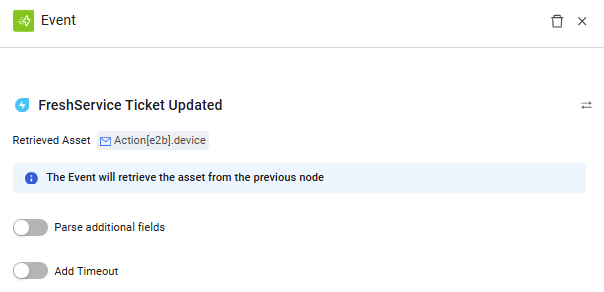 Event
FreshService Ticket Updated
Retrieved Asset Action[e2b].device
The Event will retrieve the asset from the previous node
Parse additional fields
Add Timeout